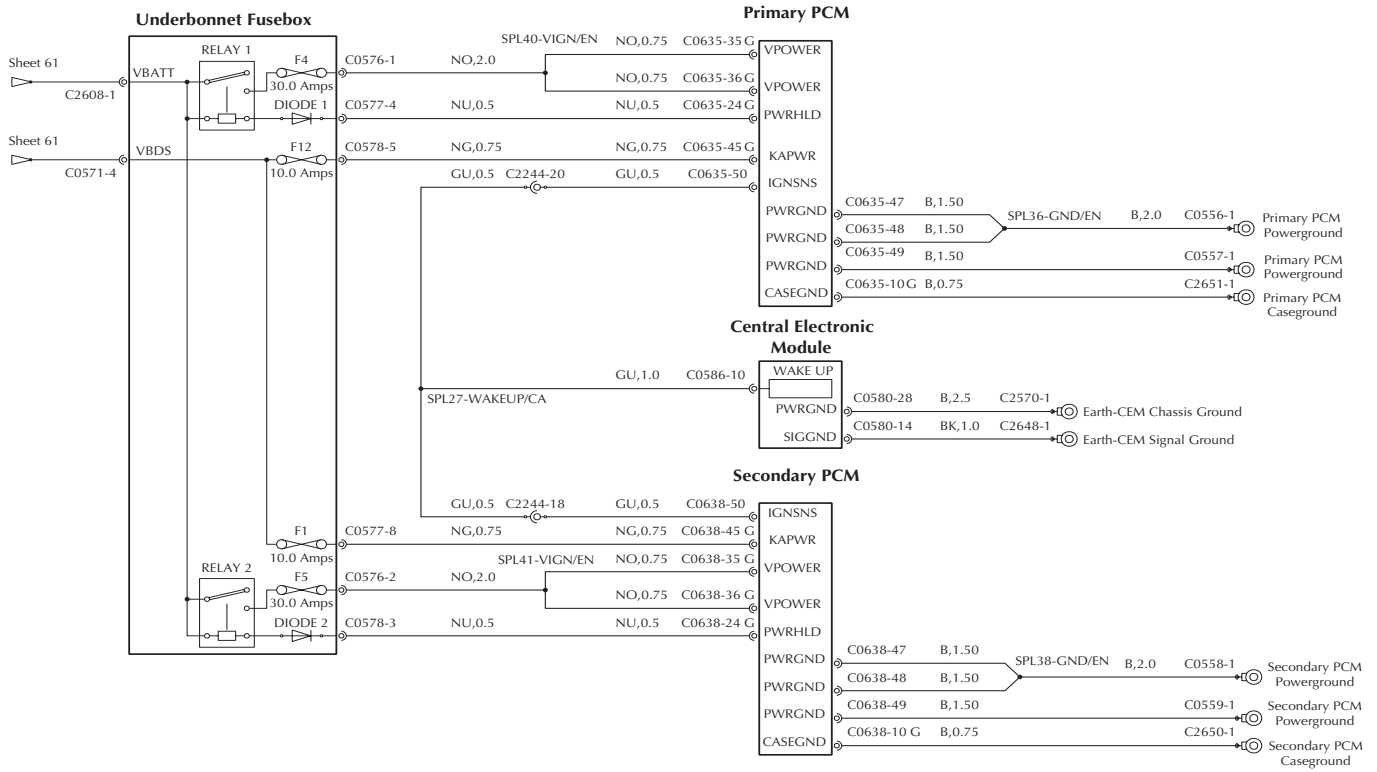 Primary PCM
Underbonnet Fusebox
Sheet 61
C2608-1
VBATT
RELAY 1
F4
30.0 Amps
C0576-1
NO,2.0
SPL40-VIGN/EN
NO,0.75 C0635-35 G
VPOWER
NO,0.75 C0635-36 G
VPOWER
DIODE 1
C0577-4
NU,0.5
NU,0.5 C0635-24 G
PWRHLD
Sheet 61
C0571-4
VBDS
F12
10.0 Amps
C0578-5
NG,0.75
NG,0.75 C0635-45 G
KAPWR
GU,0.5 C2244-20
GU,0.5 C0635-50
IGNSNS
PWRGND
C0635-47 B,1.50
PWRGND
C0635-48 B,1.50
SPL36-GND/EN B,2.0 C0556-1
Primary PCM
Powerground
PWRGND
C0635-49 B,1.50
C0557-1
Primary PCM
Powerground
CASEGND
C0635-10 G B,0.75
C2651-1
Primary PCM
Caseground
Central Electronic
Module
WAKE UP
GU,1.0 C0586-10
SPL27-WAKEUP/CA
PWRGND
C0580-28 B,2.5 C2570-1
Earth-CEM Chassis Ground
SIGGND
C0580-14 BK,1.0 C2648-1
Earth-CEM Signal Ground
Secondary PCM
GU,0.5 C2244-18
GU,0.5 C0638-50
IGNSNS
F1
10.0 Amps
C0577-8
NG,0.75
NG,0.75 C0638-45 G
KAPWR
RELAY 2
F5
30.0 Amps
C0576-2
NO,2.0
SPL41-VIGN/EN
NO,0.75 C0638-35 G
VPOWER
NO,0.75 C0638-36 G
VPOWER
DIODE 2
C0578-3
NU,0.5
NU,0.5 C0638-24 G
PWRHLD
PWRGND
C0638-47 B,1.50
PWRGND
C0638-48 B,1.50
SPL38-GND/EN B,2.0 C0558-1
Secondary PCM
Powerground
PWRGND
C0638-49 B,1.50
C0559-1
Secondary PCM
Powerground
CASEGND
C0638-10 G B,0.75
C2650-1
Secondary PCM
Caseground